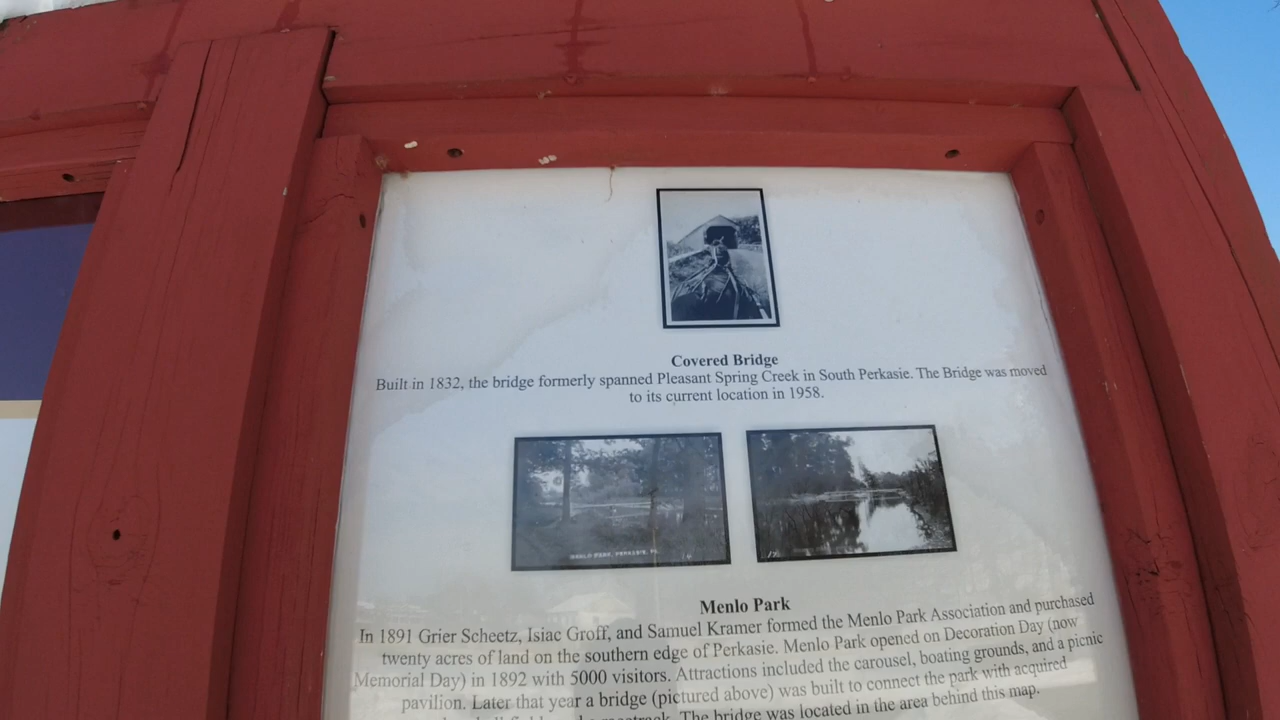 Covered Bridge
Built in 1832, the bridge formerly spanned Pleasant Spring Creek in South Perkasie. The Bridge was moved
to its current location in 1958.
MENLO PARK, PERKASIE, PA.
Menlo Park
In 1891 Grier Scheetz, Isiac Groff, and Samuel Kramer formed the Menlo Park Association and purchased
twenty acres of land on the southern edge of Perkasie. Menlo Park opened on Decoration Day (now
Memorial Day) in 1892 with 5000 visitors. Attractions included the carousel, boating grounds, and a picnic
pavilion. Later that year a bridge (pictured above) was built to connect the park with acquired
racetrack. The bridge was located in the area behind this map.